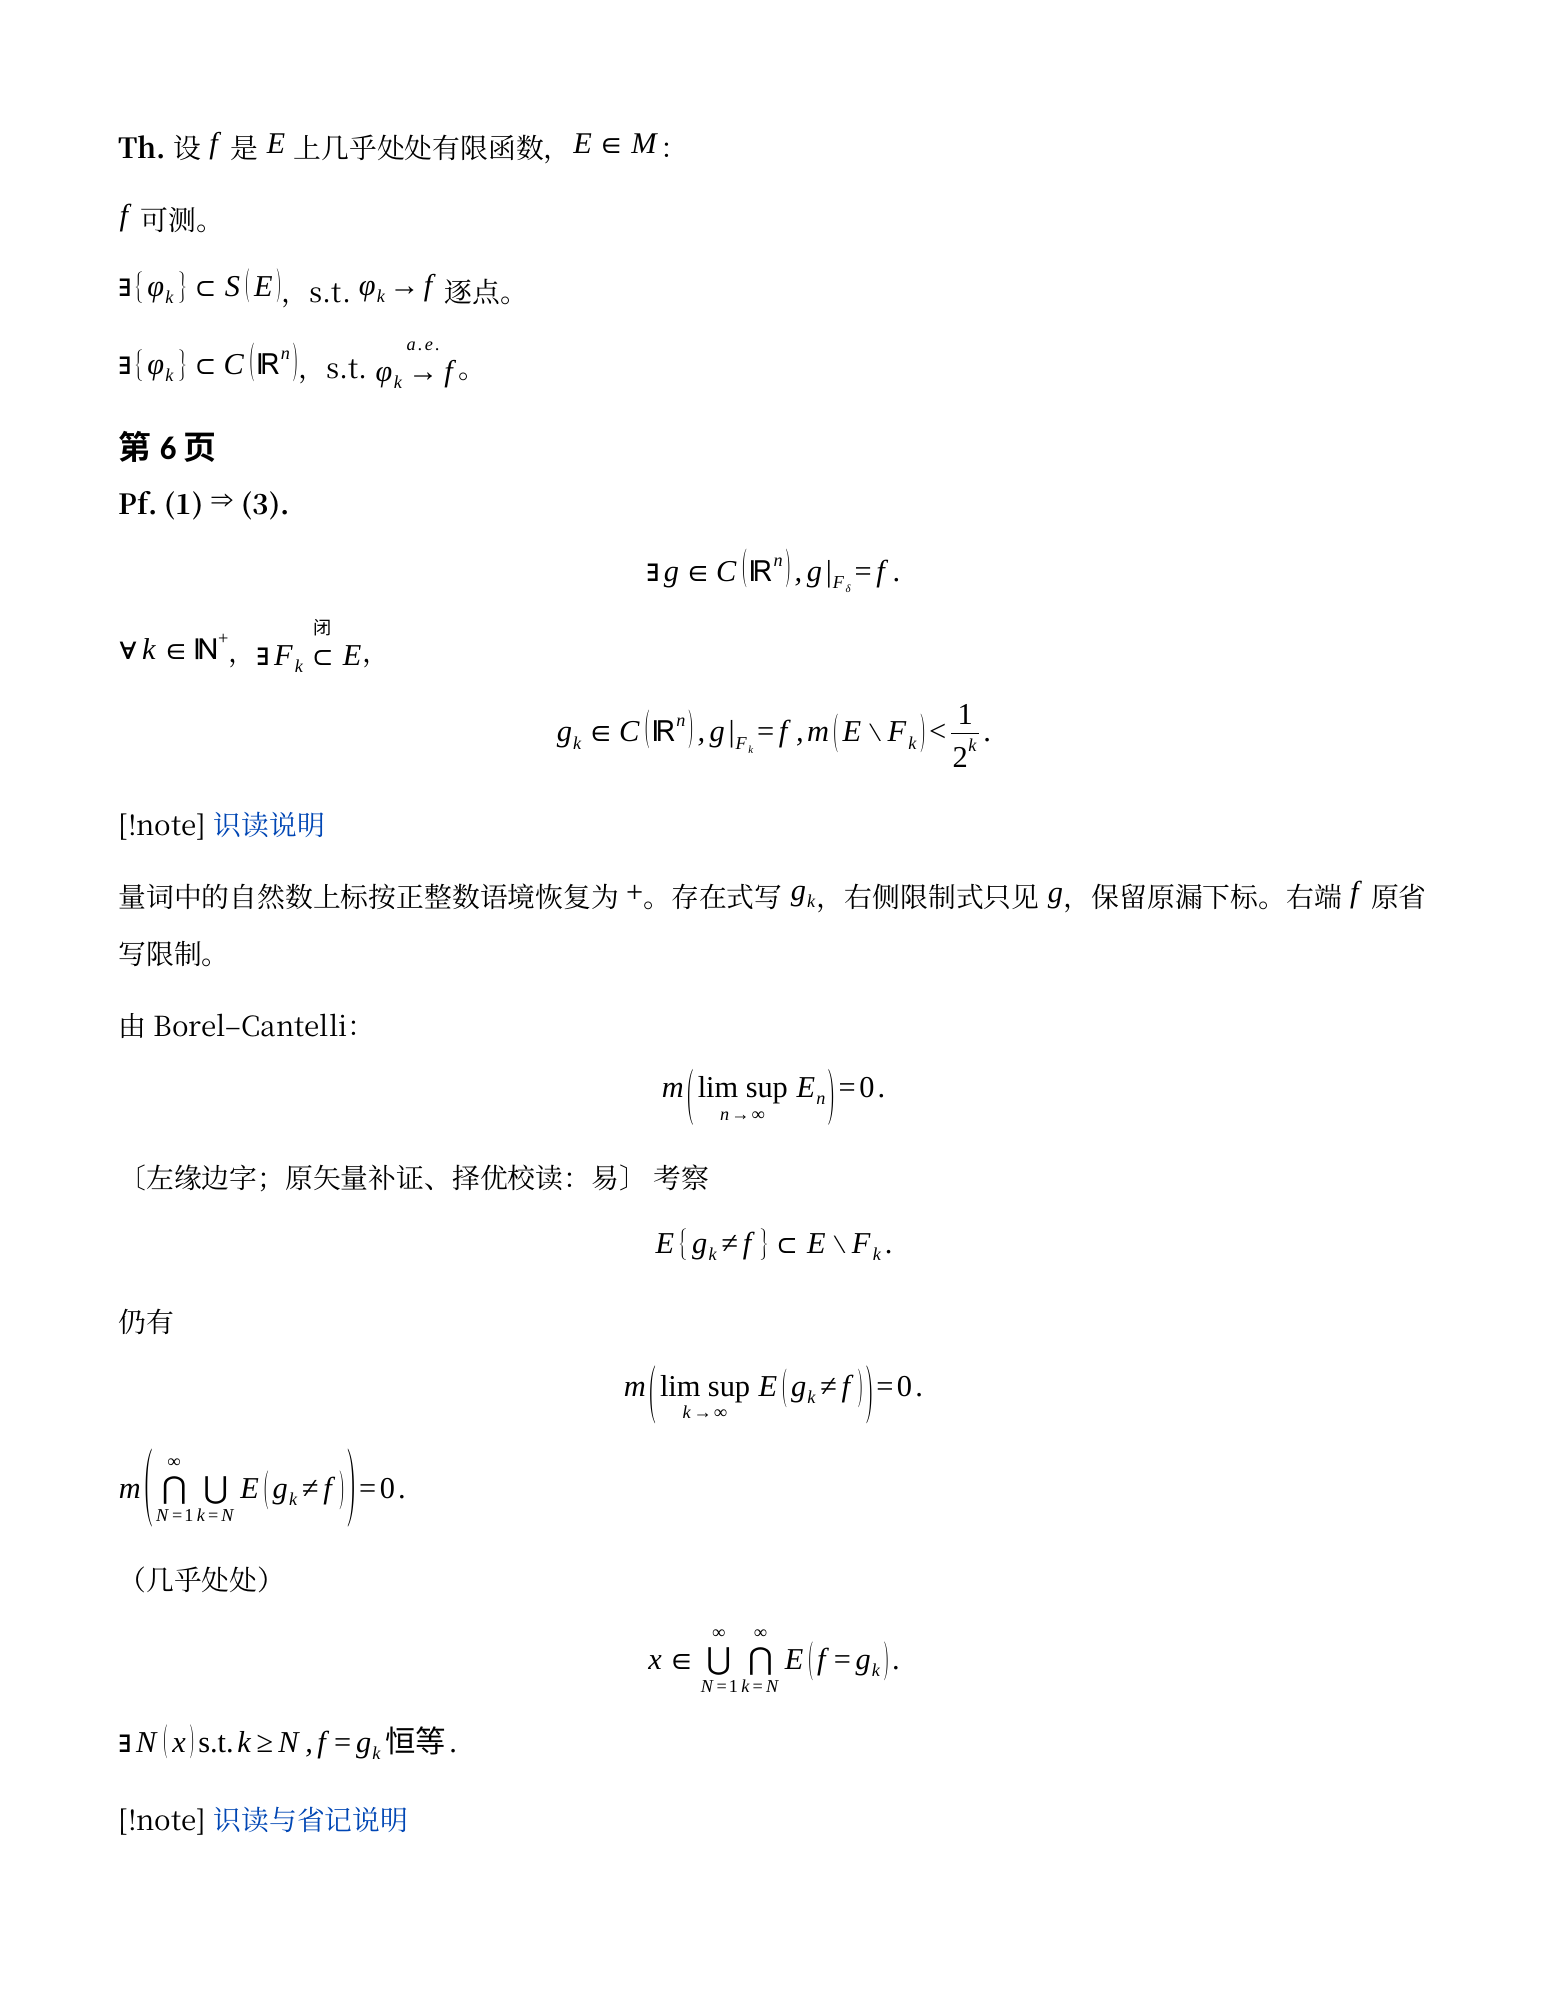 Th. 设 f 是 E 上几乎处处有限函数，E ∈ M：
f 可测。
∃{φ_k} ⊂ S(E)，s.t. φ_k → f 逐点。
∃{φ_k} ⊂ C(ℝ^n)，s.t. φ_k →^{a.e.} f。
第 6 页
Pf. (1) ⇒ (3).
∃g ∈ C(ℝ^n), g|_{F_δ} = f.
∀k ∈ ℕ^+，∃F_k ⊂^{闭} E,
g_k ∈ C(ℝ^n), g|_{F_k} = f, m(E∖F_k) < 1/2^k.
[!note] 识读说明
量词中的自然数上标按正整数语境恢复为 +。存在式写 g_k，右侧限制式只见 g，保留原漏下标。右端 f 原省
写限制。
由 Borel–Cantelli：
m(lim sup_{n→∞} E_n) = 0.
〔左缘边字；原矢量补证、择优校读：易〕 考察
E{g_k ≠ f} ⊂ E∖F_k.
仍有
m(lim sup_{k→∞} E(g_k ≠ f)) = 0.
m(⋂_{N=1}^{∞} ⋃_{k=N} E(g_k ≠ f)) = 0.
（几乎处处）
x ∈ ⋃_{N=1}^{∞} ⋂_{k=N}^{∞} E(f = g_k).
∃N(x) s.t. k ≥ N, f = g_k 恒等.
[!note] 识读与省记说明